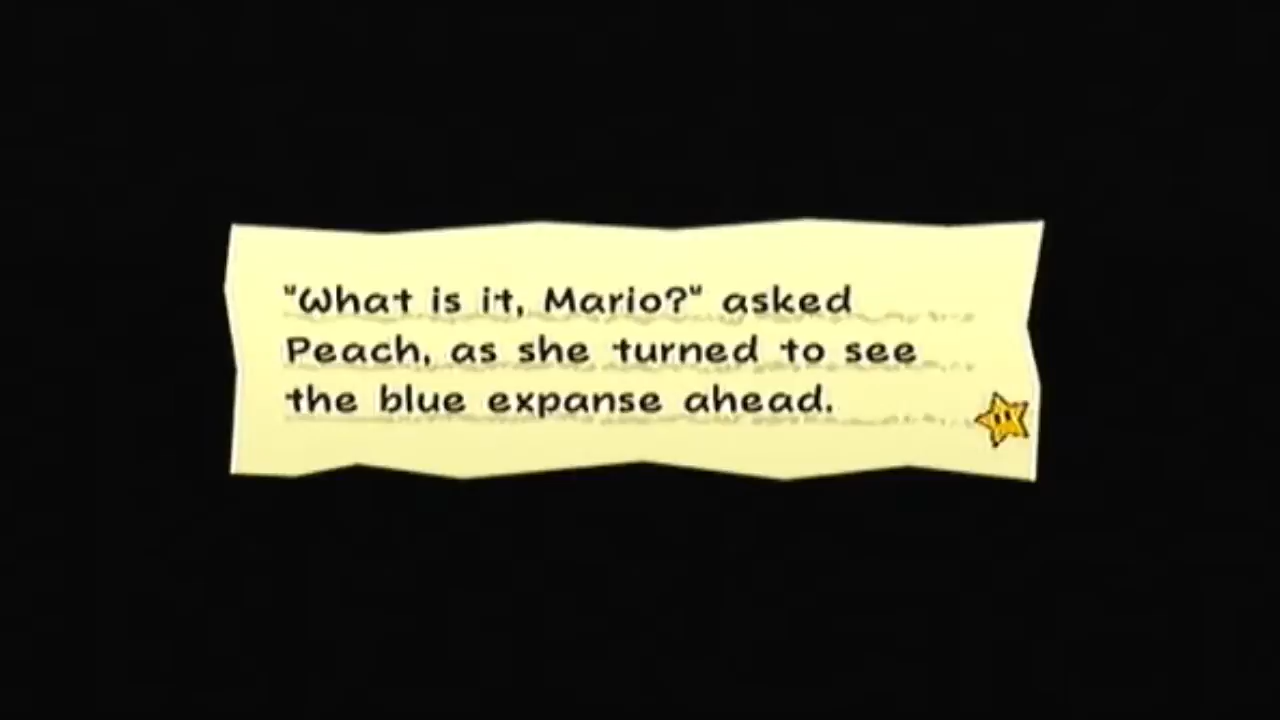 "What is it, Mario?" asked
Peach, as she turned to see
the blue expanse ahead.